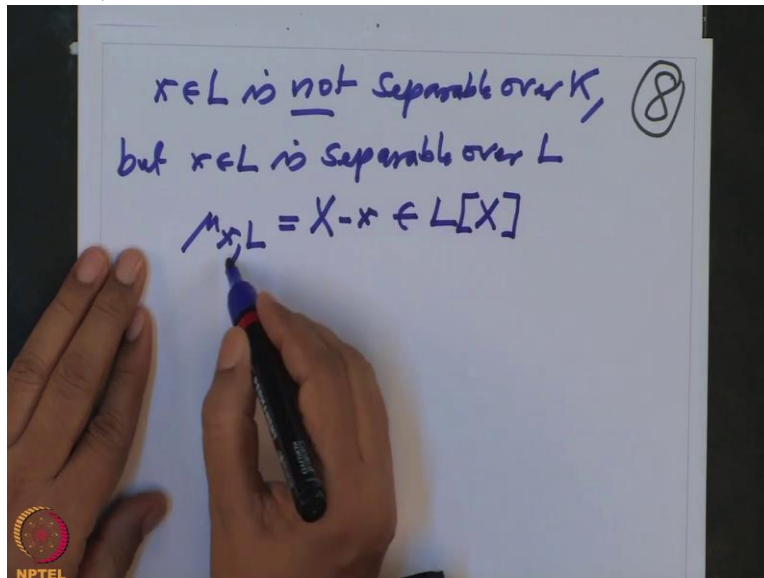 x ∈ L is not separable over K,
8
but x ∈ L is separable over L
μx,L = X - x ∈ L[X]
NPTEL